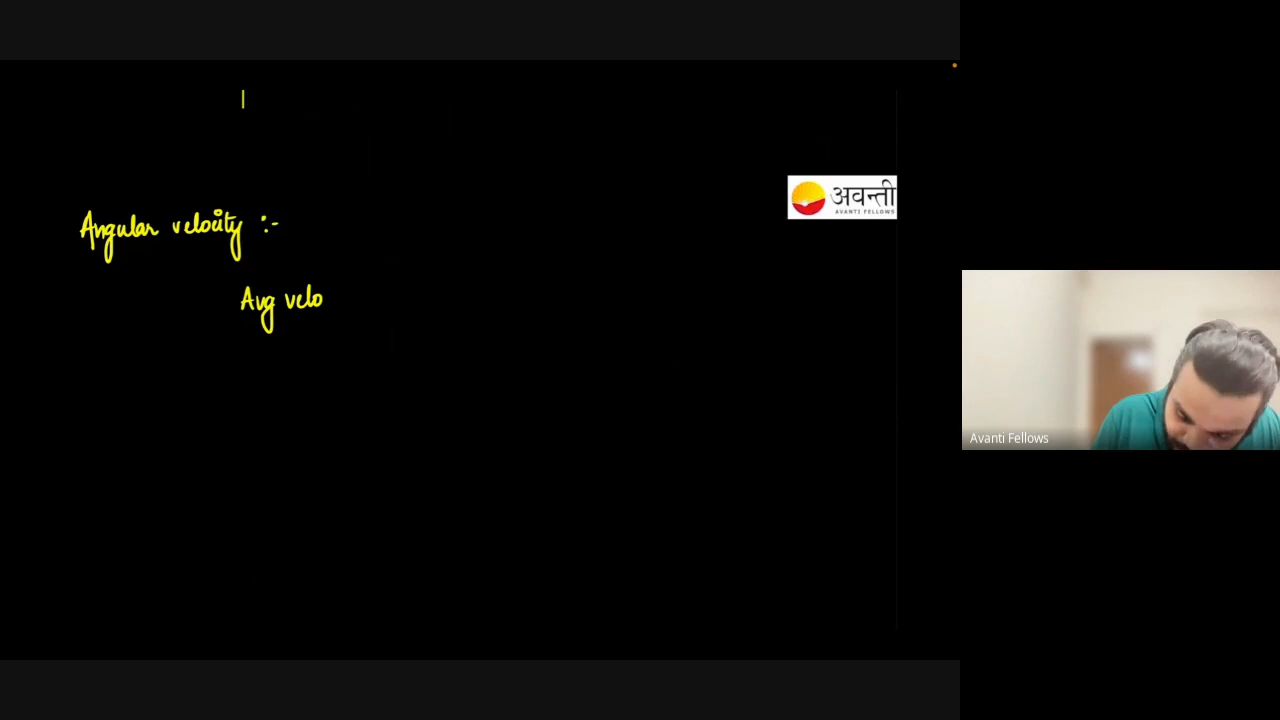 अवन्ती
AVANTI FELLOWS
Angular velocity :-
Avg velo
Avanti Fellows